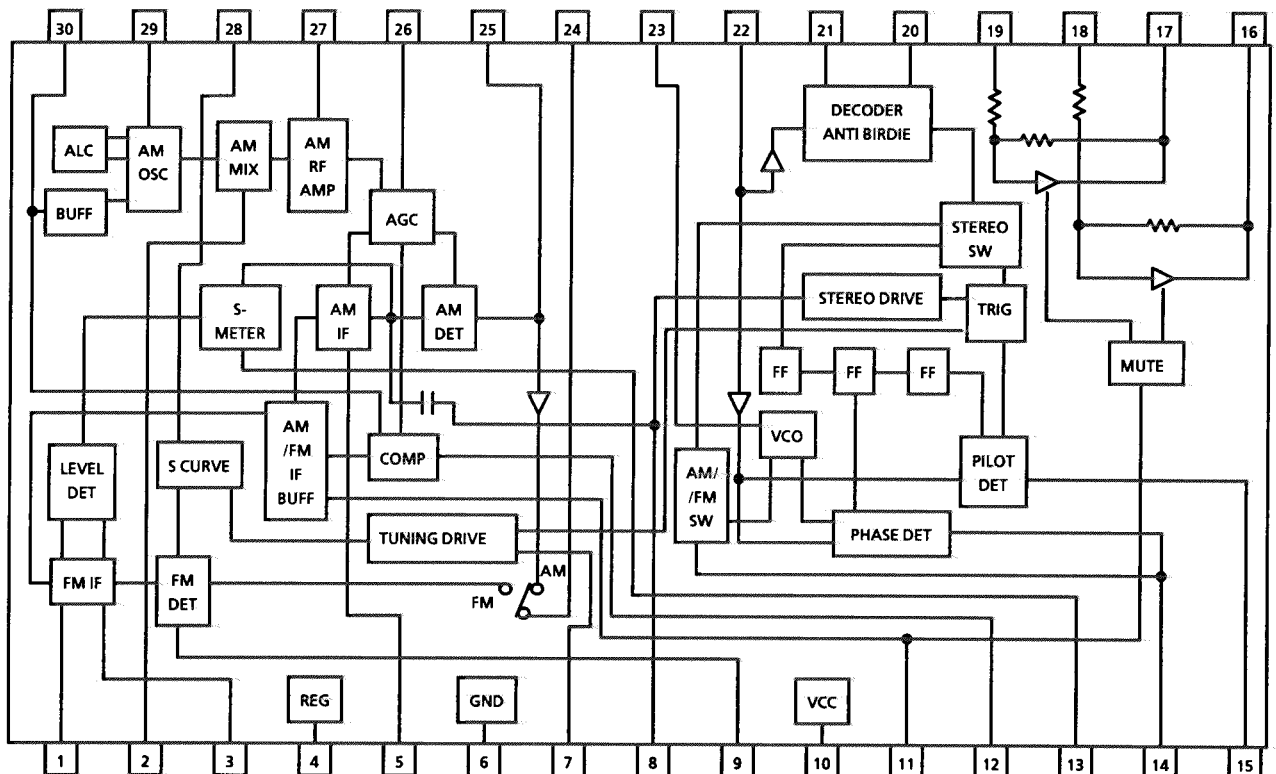 30 29 28 27 26 25 24 23 22 21 20 19 18 17 16
ALC
AM
OSC
AM
MIX
AM
RF
AMP
DECODER
ANTI BIRDIE
BUFF
AGC
STEREO
SW
S-
METER
AM
IF
AM
DET
STEREO DRIVE
TRIG
MUTE
FF
FF
FF
LEVEL
DET
S CURVE
AM
/FM
IF
BUFF
COMP
VCO
AM/
/FM
SW
PILOT
DET
TUNING DRIVE
PHASE DET
FM IF
FM
DET
FM
AM
REG
GND
VCC
1 2 3 4 5 6 7 8 9 10 11 12 13 14 15